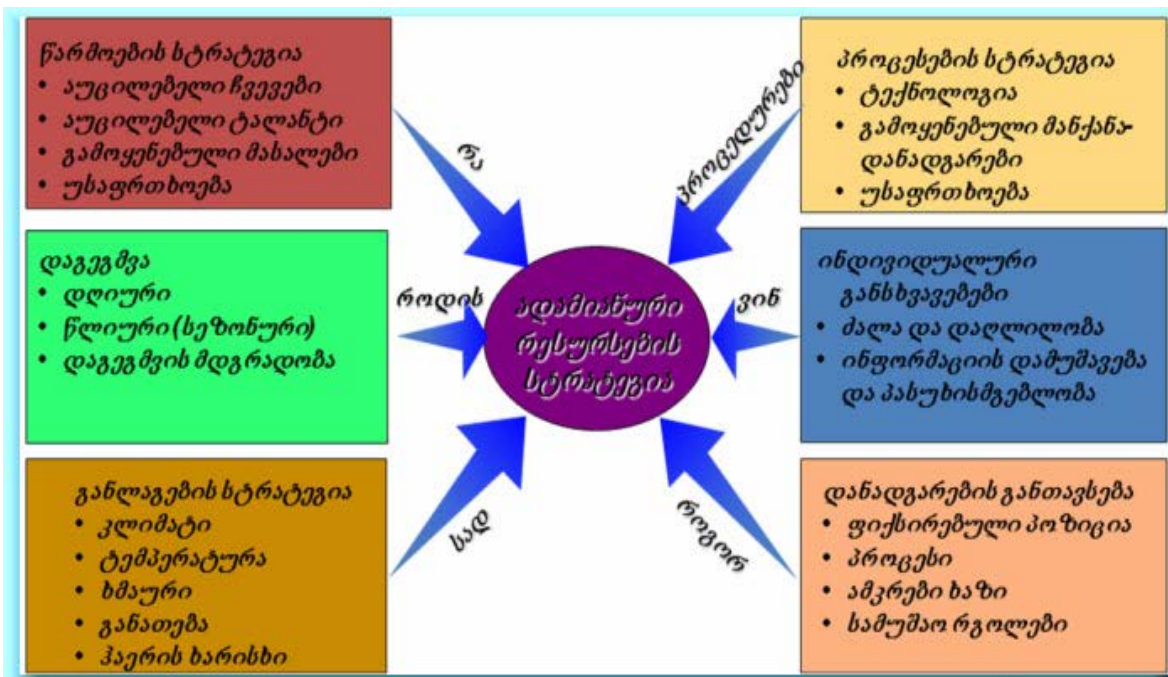 წარმოების სტრატეგია
• აუცილებელი ჩვევები
• აუცილებელი ტალანტი
• გამოყენებული მასალები
• უსაფრთხოება
რა
პროცედურები
პროცესების სტრატეგია
• ტექნოლოგია
• გამოყენებული მანქანა-
დანადგარები
• უსაფრთხოება
დაგეგმვა
• დღიური
• წლიური (სეზონური)
• დაგეგმვის მდგრადობა
როდის
ადამიანური
რესურსების
სტრატეგია
ვინ
ინდივიდუალური
განსხვავებები
• ძალა და დაღლილობა
• ინფორმაციის დამუშავება
და პასუხისმგებლობა
განლაგების სტრატეგია
• კლიმატი
• ტემპერატურა
• ხმაური
• განათება
• ჰაერის ხარისხი
სად
როგორ
დანადგარების განთავსება
• ფიქსირებული პოზიცია
• პროცესი
• ამკრები ხაზი
• სამუშაო რგოლები